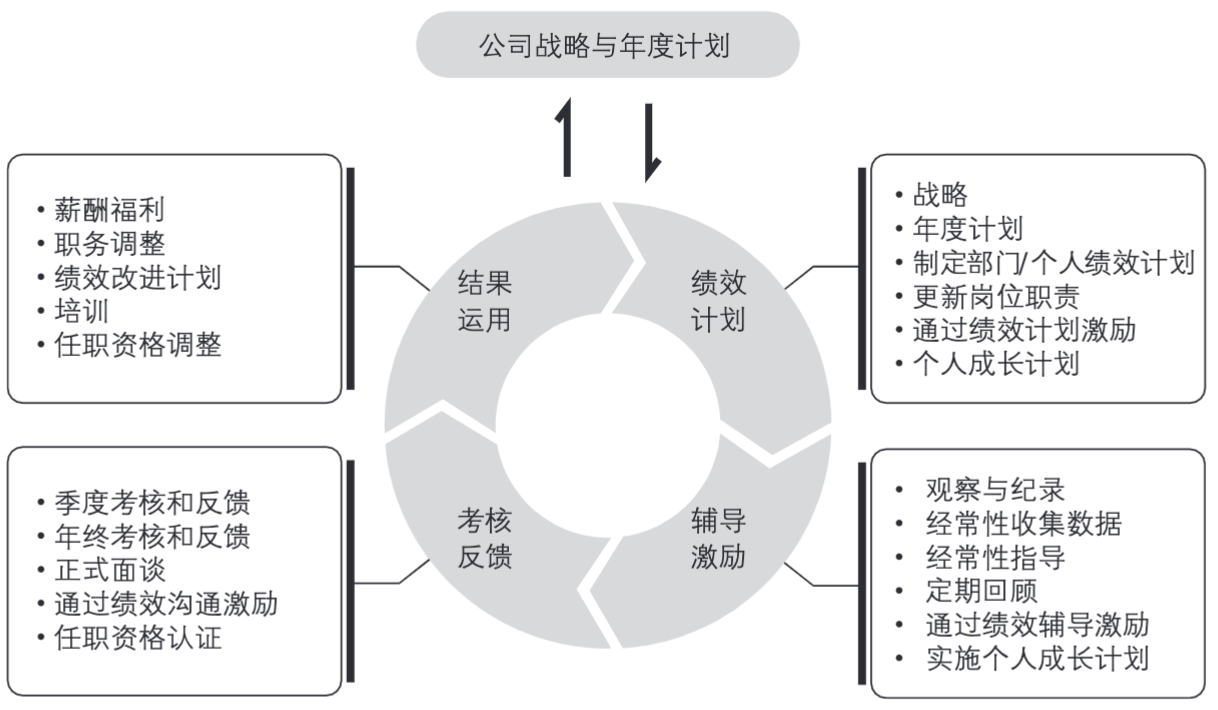 公司战略与年度计划
• 薪酬福利
• 职务调整
• 绩效改进计划
• 培训
• 任职资格调整
结果
运用
绩效
计划
• 战略
• 年度计划
• 制定部门/个人绩效计划
• 更新岗位职责
• 通过绩效计划激励
• 个人成长计划
• 季度考核和反馈
• 年终考核和反馈
• 正式面谈
• 通过绩效沟通激励
• 任职资格认证
考核
反馈
辅导
激励
• 观察与纪录
• 经常性收集数据
• 经常性指导
• 定期回顾
• 通过绩效辅导激励
• 实施个人成长计划